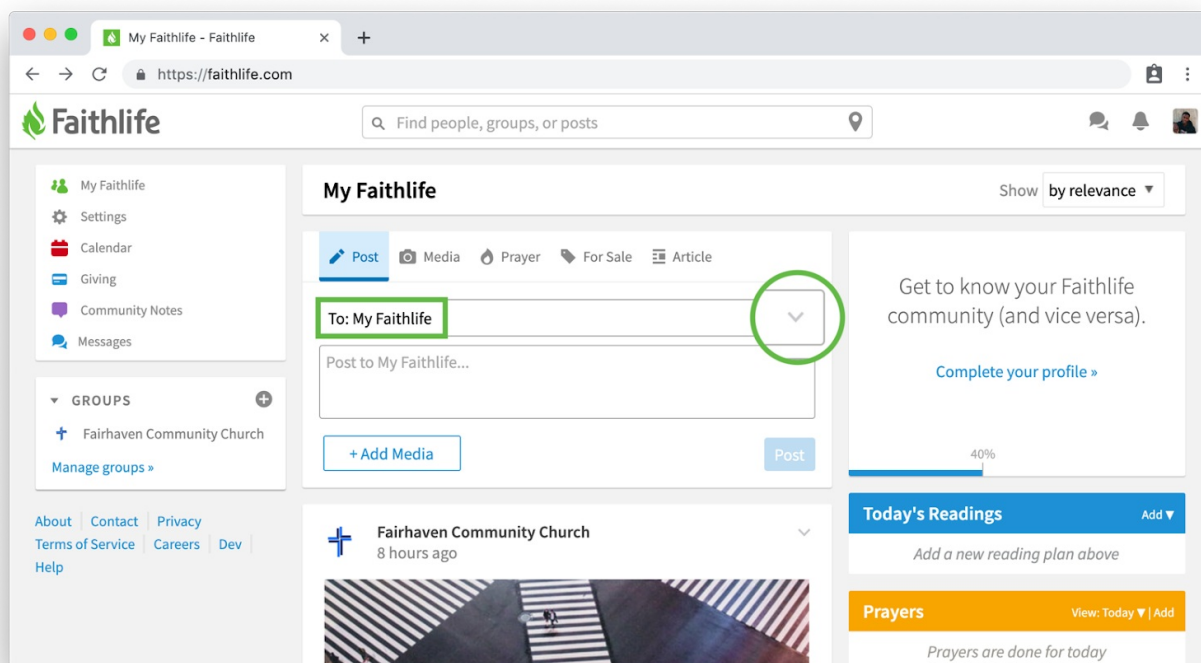 My Faithlife - Faithlife
https://faithlife.com
Faithlife
Find people, groups, or posts
My Faithlife
Settings
Calendar
Giving
Community Notes
Messages
GROUPS
Fairhaven Community Church
Manage groups »
About Contact Privacy
Terms of Service Careers Dev
Help
My Faithlife
Show by relevance ▼
Post Media Prayer For Sale Article
To: My Faithlife
Post to My Faithlife...
+ Add Media
Post
Fairhaven Community Church
8 hours ago
Get to know your Faithlife
community (and vice versa).
Complete your profile »
40%
Today's Readings Add ▼
Add a new reading plan above
Prayers View: Today ▼ | Add
Prayers are done for today